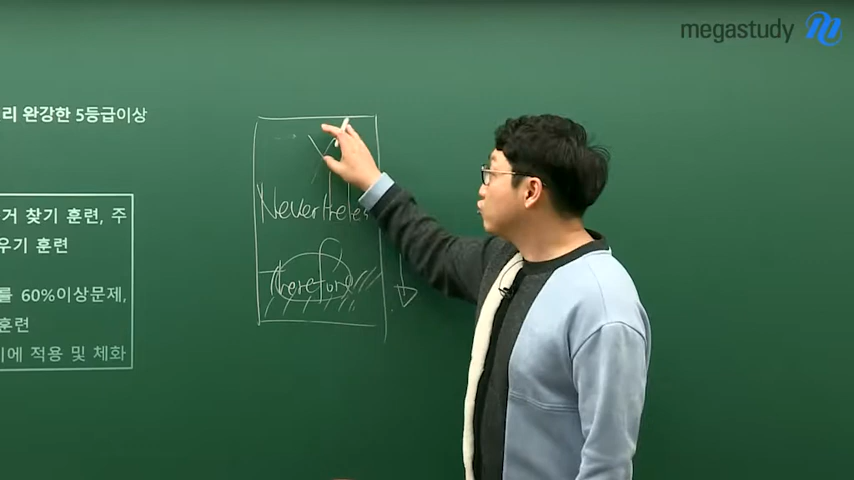 megastudy
리 완강한 5등급이상
거 찾기 훈련, 주
우기 훈련
를 60%이상문제,
훈련
에 적용 및 체화
Nevertheles
Therefore